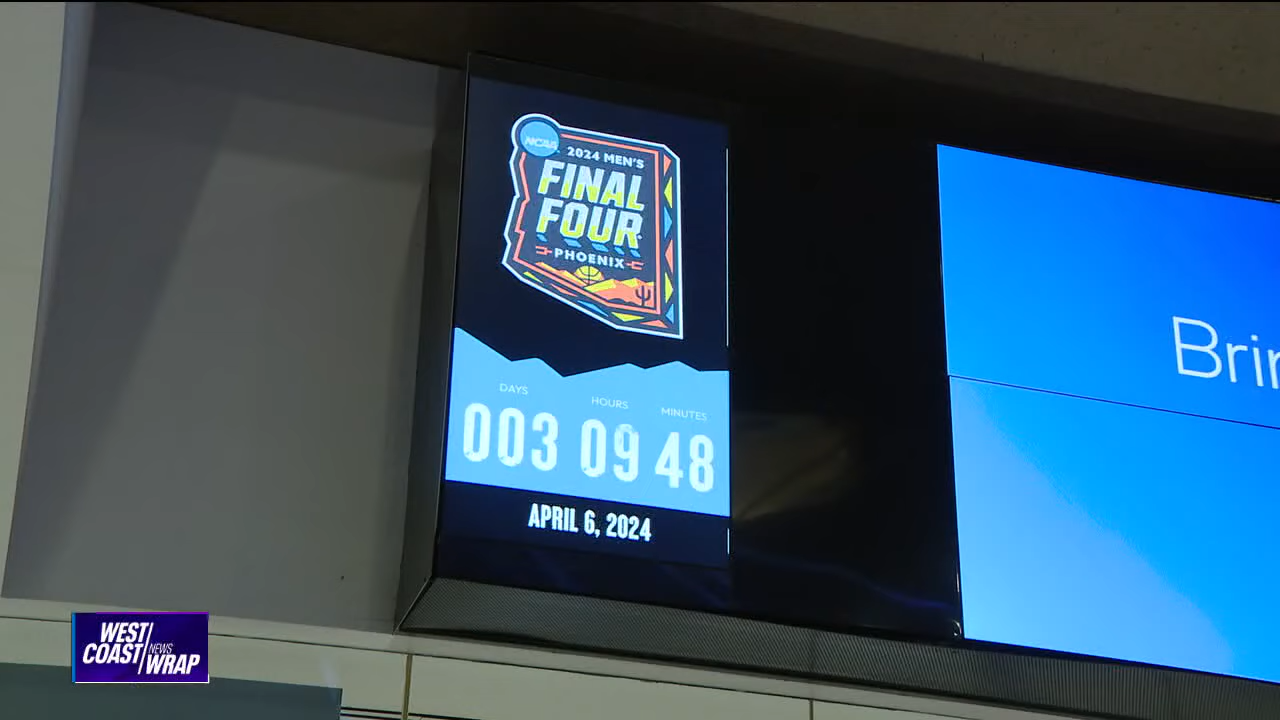 NCAA
2024 MEN'S
FINAL
FOUR
PHOENIX
DAYS HOURS MINUTES
003 09 48
APRIL 6, 2024
WEST
COAST
NEWS
WRAP